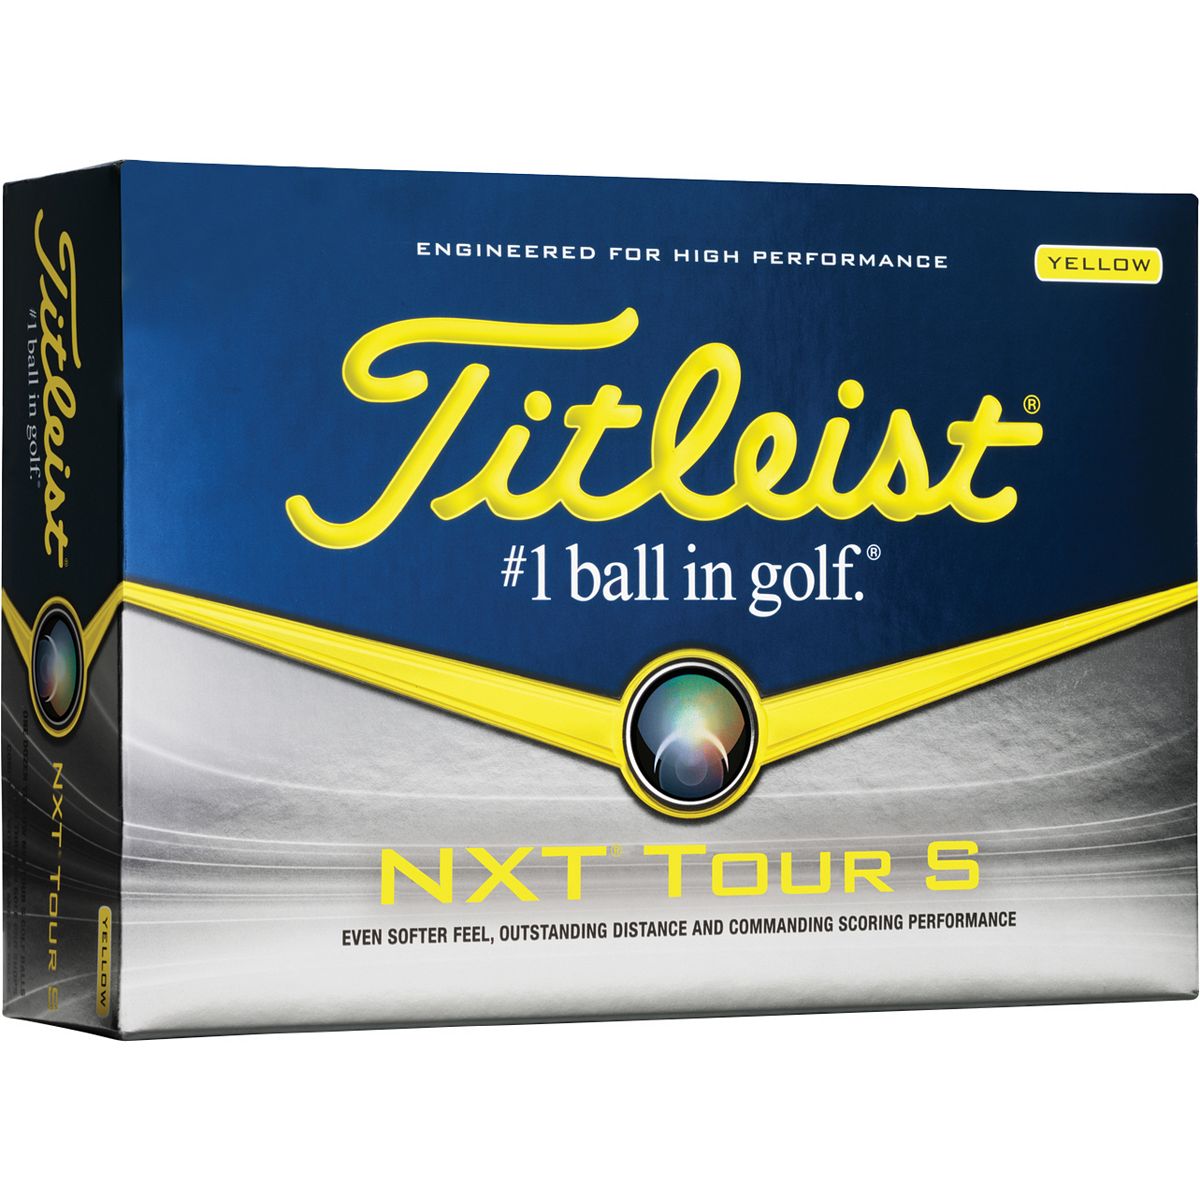 ENGINEERED FOR HIGH PERFORMANCE
YELLOW
Titleist®
#1 ball in golf.®
NXT® TOUR S
EVEN SOFTER FEEL, OUTSTANDING DISTANCE AND COMMANDING SCORING PERFORMANCE
Titleist®
#1 ball in golf.®
NXT® TOUR S
YELLOW